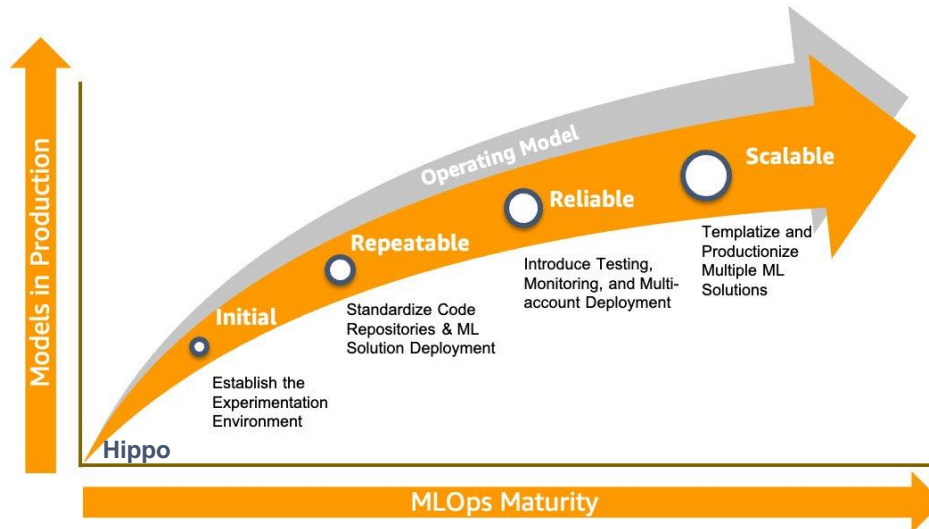 Models in Production
Operating Model
Scalable
Reliable
Repeatable
Initial
Templatize and
Productionize
Multiple ML
Solutions
Introduce Testing,
Monitoring, and Multi-
account Deployment
Standardize Code
Repositories & ML
Solution Deployment
Establish the
Experimentation
Environment
Hippo
MLOps Maturity